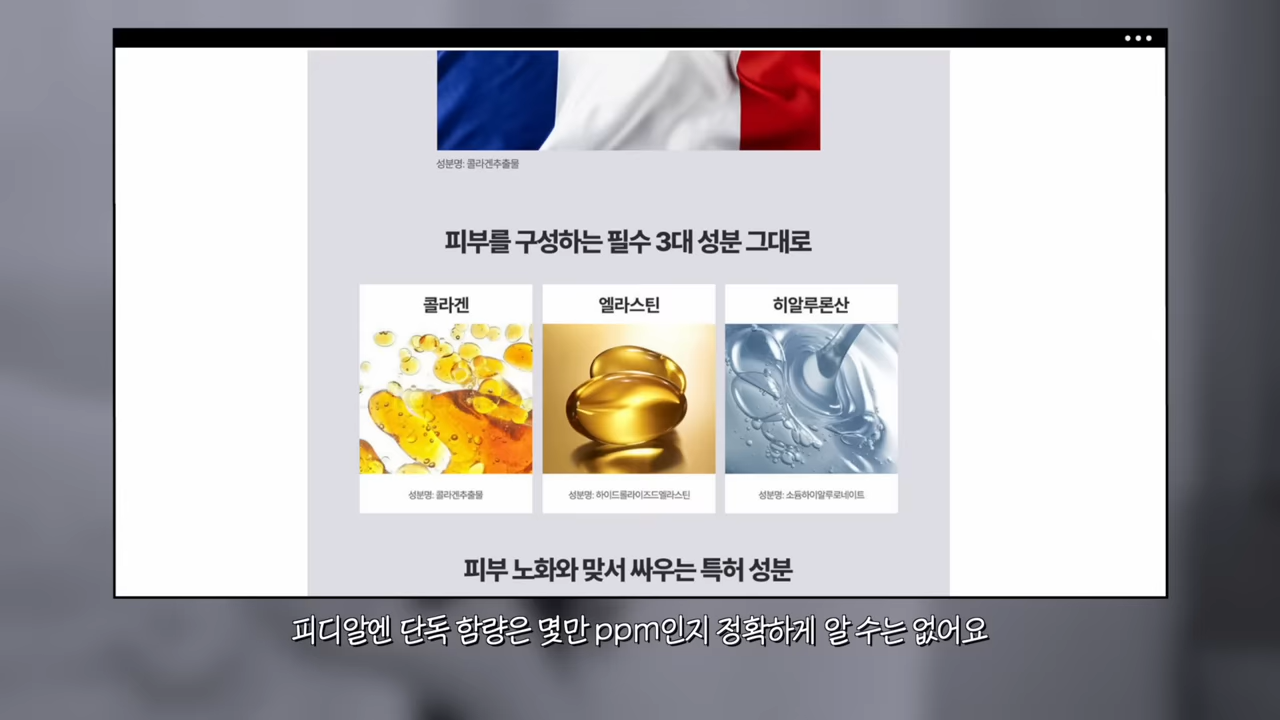 성분명: 콜라겐추출물
피부를 구성하는 필수 3대 성분 그대로
콜라겐
엘라스틴
히알루론산
성분명: 콜라겐추출물
성분명: 하이드롤라이즈드엘라스틴
성분명: 소듐하이알루로네이트
피부 노화와 맞서 싸우는 특허 성분
피디알엔 단독 함량은 몇만 ppm인지 정확하게 알 수는 없어요